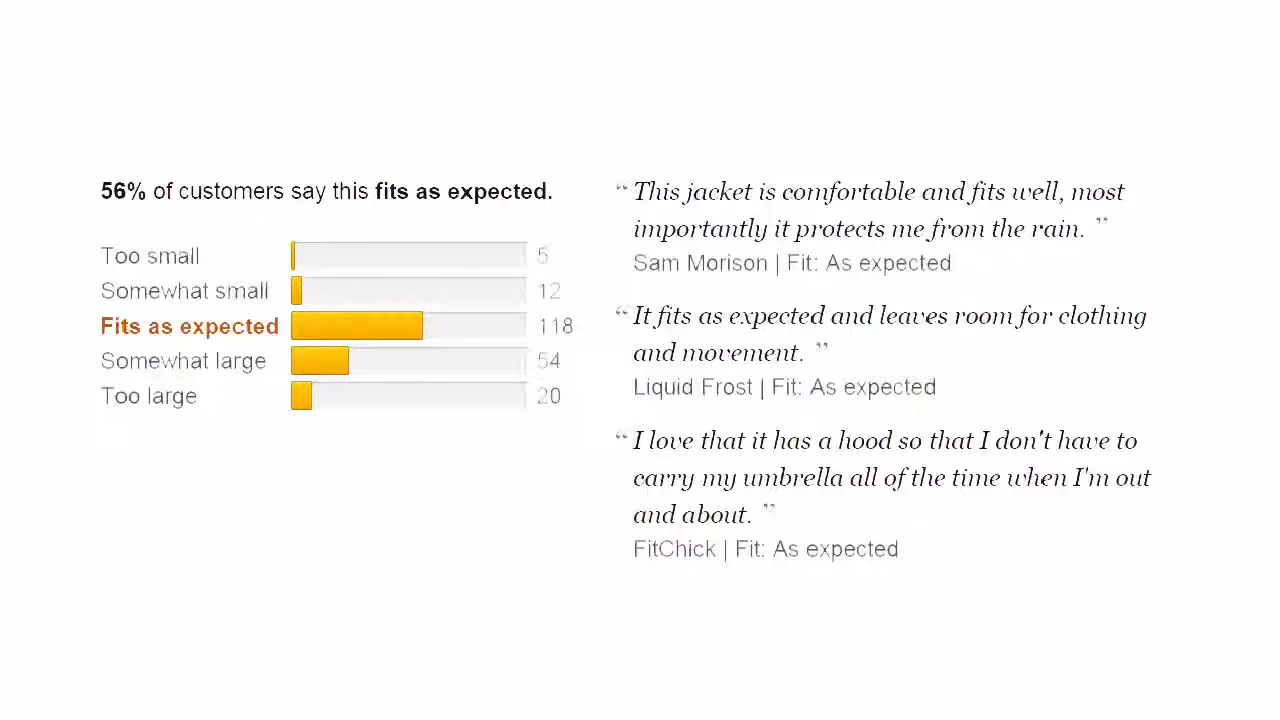 56% of customers say this fits as expected.
Too small 5
Somewhat small 12
Fits as expected 118
Somewhat large 54
Too large 20
“ This jacket is comfortable and fits well, most
importantly it protects me from the rain. ”
Sam Morison | Fit: As expected
“ It fits as expected and leaves room for clothing
and movement. ”
Liquid Frost | Fit: As expected
“ I love that it has a hood so that I don't have to
carry my umbrella all of the time when I'm out
and about. ”
FitChick | Fit: As expected